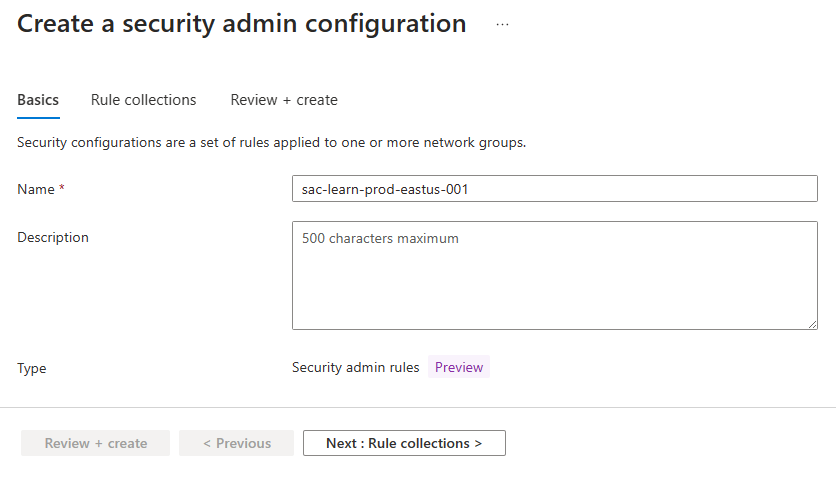 Create a security admin configuration ...
Basics Rule collections Review + create
Security configurations are a set of rules applied to one or more network groups.
Name * sac-learn-prod-eastus-001
Description 500 characters maximum
Type Security admin rules Preview
Review + create < Previous Next : Rule collections >